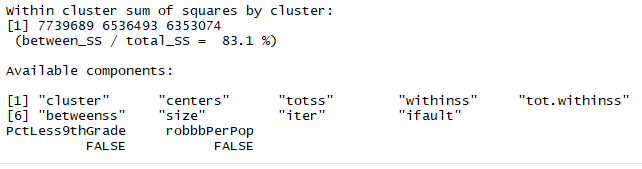 Within cluster sum of squares by cluster:
[1] 7739689 6536493 6353074
(between_SS / total_SS =  83.1 %)
Available components:
[1] "cluster" "centers" "totss" "withinss" "tot.withinss"
[6] "betweenss" "size" "iter" "ifault"
PctLess9thGrade robbbPerPop
FALSE FALSE